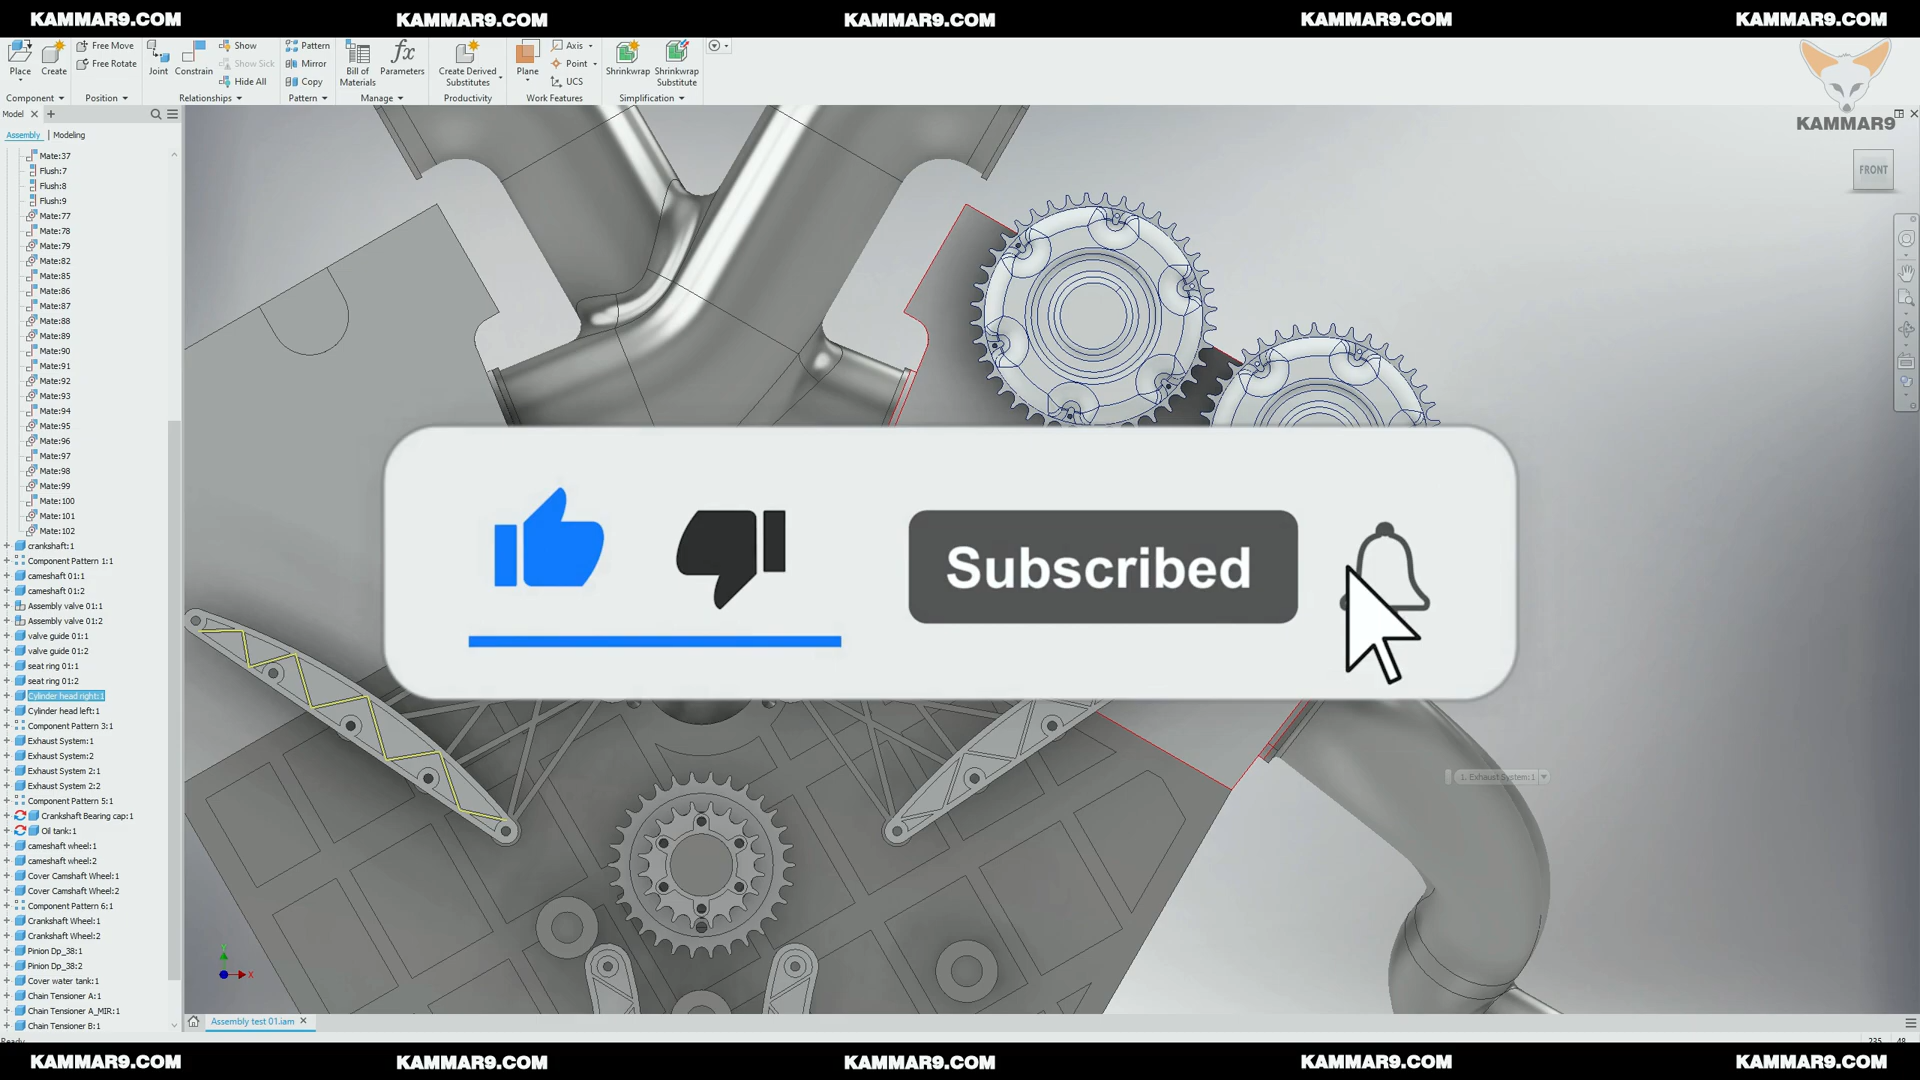 KAMMAR9.COM KAMMAR9.COM KAMMAR9.COM KAMMAR9.COM KAMMAR9.COM
Place
Create
Free Move
Free Rotate
Joint
Constrain
Show
Show Sick
Hide All
Pattern
Mirror
Copy
Bill of
Materials
Parameters
Create Derived
Substitutes
Plane
Axis
Point
UCS
Shrinkwrap
Shrinkwrap
Substitute
Component
Position
Relationships
Pattern
Manage
Productivity
Work Features
Simplification
KAMMAR9
FRONT
Model
Assembly | Modeling
Mate:37
Flush:7
Flush:8
Flush:9
Mate:77
Mate:78
Mate:79
Mate:82
Mate:85
Mate:86
Mate:87
Mate:88
Mate:89
Mate:90
Mate:91
Mate:92
Mate:93
Mate:94
Mate:95
Mate:96
Mate:97
Mate:98
Mate:99
Mate:100
Mate:101
Mate:102
crankshaft:1
Component Pattern 1:1
cameshaft 01:1
cameshaft 01:2
Assembly valve 01:1
Assembly valve 01:2
valve guide 01:1
valve guide 01:2
seat ring 01:1
seat ring 01:2
Cylinder head right:1
Cylinder head left:1
Component Pattern 3:1
Exhaust System:1
Exhaust System:2
Exhaust System 2:1
Exhaust System 2:2
Component Pattern 5:1
Crankshaft Bearing cap:1
Oil tank:1
cameshaft wheel:1
cameshaft wheel:2
Cover Camshaft Wheel:1
Cover Camshaft Wheel:2
Component Pattern 6:1
Crankshaft Wheel:1
Crankshaft Wheel:2
Pinion Dp_38:1
Pinion Dp_38:2
Cover water tank:1
Chain Tensioner A:1
Chain Tensioner A_MIR:1
Chain Tensioner B:1
Subscribed
1. Exhaust System:1
Y
X
Assembly test 01.iam
KAMMAR9.COM KAMMAR9.COM KAMMAR9.COM KAMMAR9.COM KAMMAR9.COM